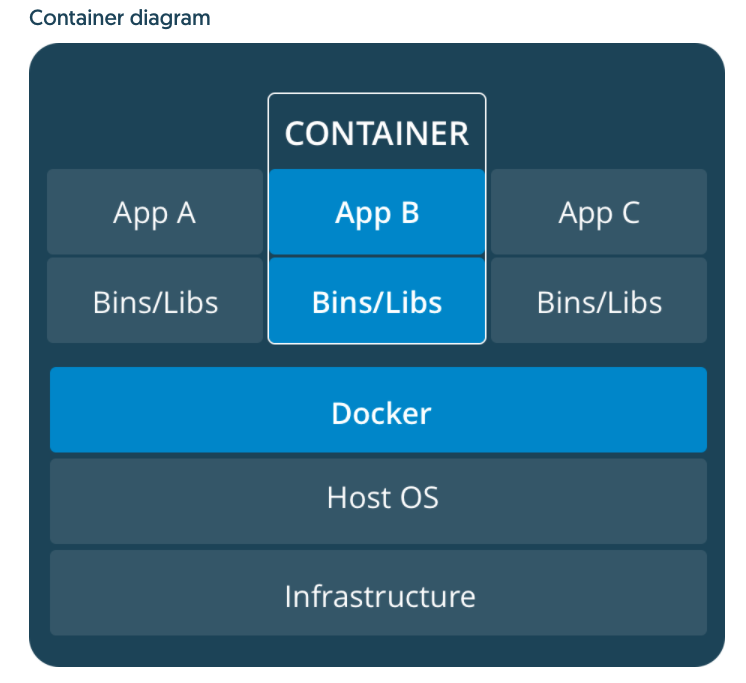 Container diagram
CONTAINER
App A App B App C
Bins/Libs Bins/Libs Bins/Libs
Docker
Host OS
Infrastructure